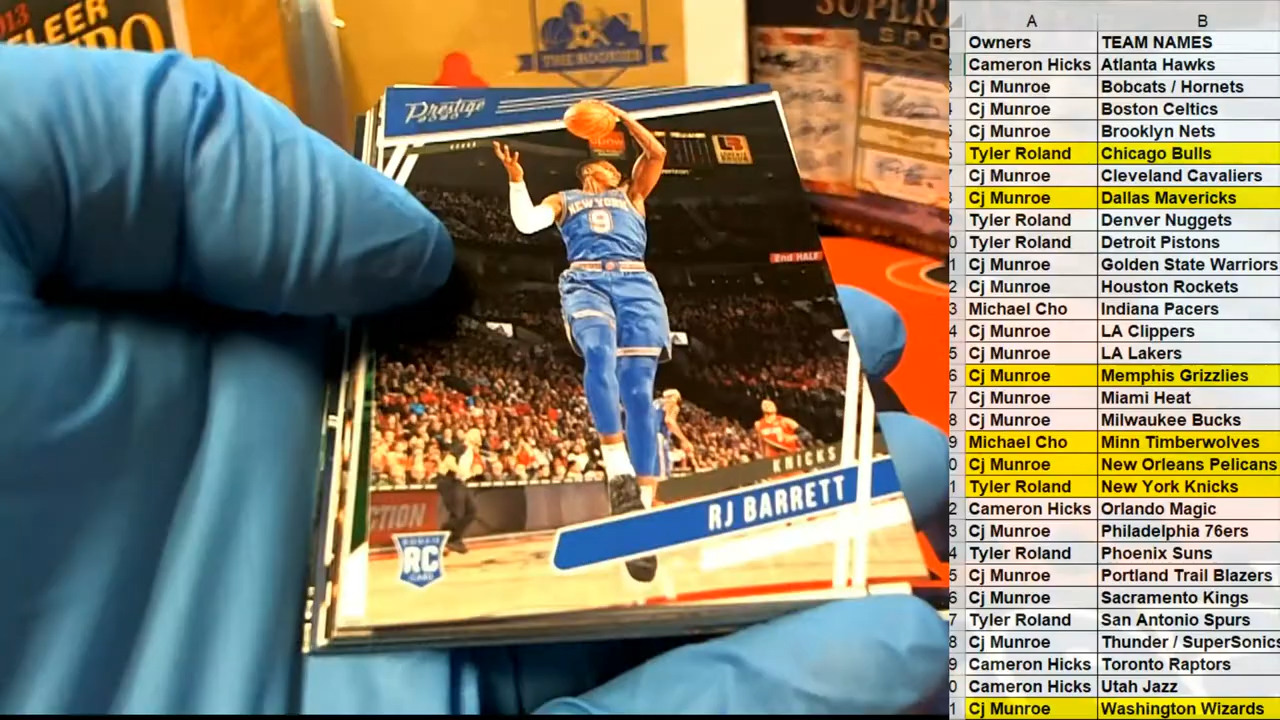 2013
FLEER
RETRO
THE ROOKIES
SUPERL
SPO
Prestige
NEW YORK
9
2nd HALF
KNICKS
RJ BARRETT
CTION
RC
CARD
A B
Owners TEAM NAMES
Cameron Hicks Atlanta Hawks
Cj Munroe Bobcats / Hornets
Cj Munroe Boston Celtics
Cj Munroe Brooklyn Nets
Tyler Roland Chicago Bulls
Cj Munroe Cleveland Cavaliers
Cj Munroe Dallas Mavericks
Tyler Roland Denver Nuggets
Tyler Roland Detroit Pistons
Cj Munroe Golden State Warriors
Cj Munroe Houston Rockets
Michael Cho Indiana Pacers
Cj Munroe LA Clippers
Cj Munroe LA Lakers
Cj Munroe Memphis Grizzlies
Cj Munroe Miami Heat
Cj Munroe Milwaukee Bucks
Michael Cho Minn Timberwolves
Cj Munroe New Orleans Pelicans
Tyler Roland New York Knicks
Cameron Hicks Orlando Magic
Cj Munroe Philadelphia 76ers
Tyler Roland Phoenix Suns
Cj Munroe Portland Trail Blazers
Cj Munroe Sacramento Kings
Tyler Roland San Antonio Spurs
Cj Munroe Thunder / SuperSonics
Cameron Hicks Toronto Raptors
Cameron Hicks Utah Jazz
Cj Munroe Washington Wizards